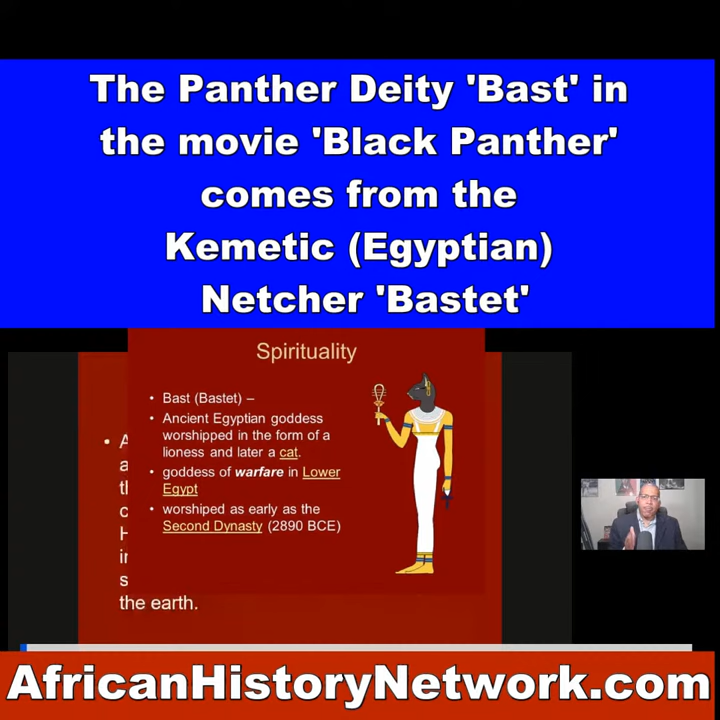 The Panther Deity 'Bast' in
the movie 'Black Panther'
comes from the
Kemetic (Egyptian)
Netcher 'Bastet'
Spirituality
• Bast (Bastet) –
• Ancient Egyptian goddess
worshipped in the form of a
lioness and later a cat.
• goddess of warfare in Lower
Egypt
• worshiped as early as the
Second Dynasty (2890 BCE)
• A
a
th
c
H
in
s
the earth.
AfricanHistoryNetwork.com